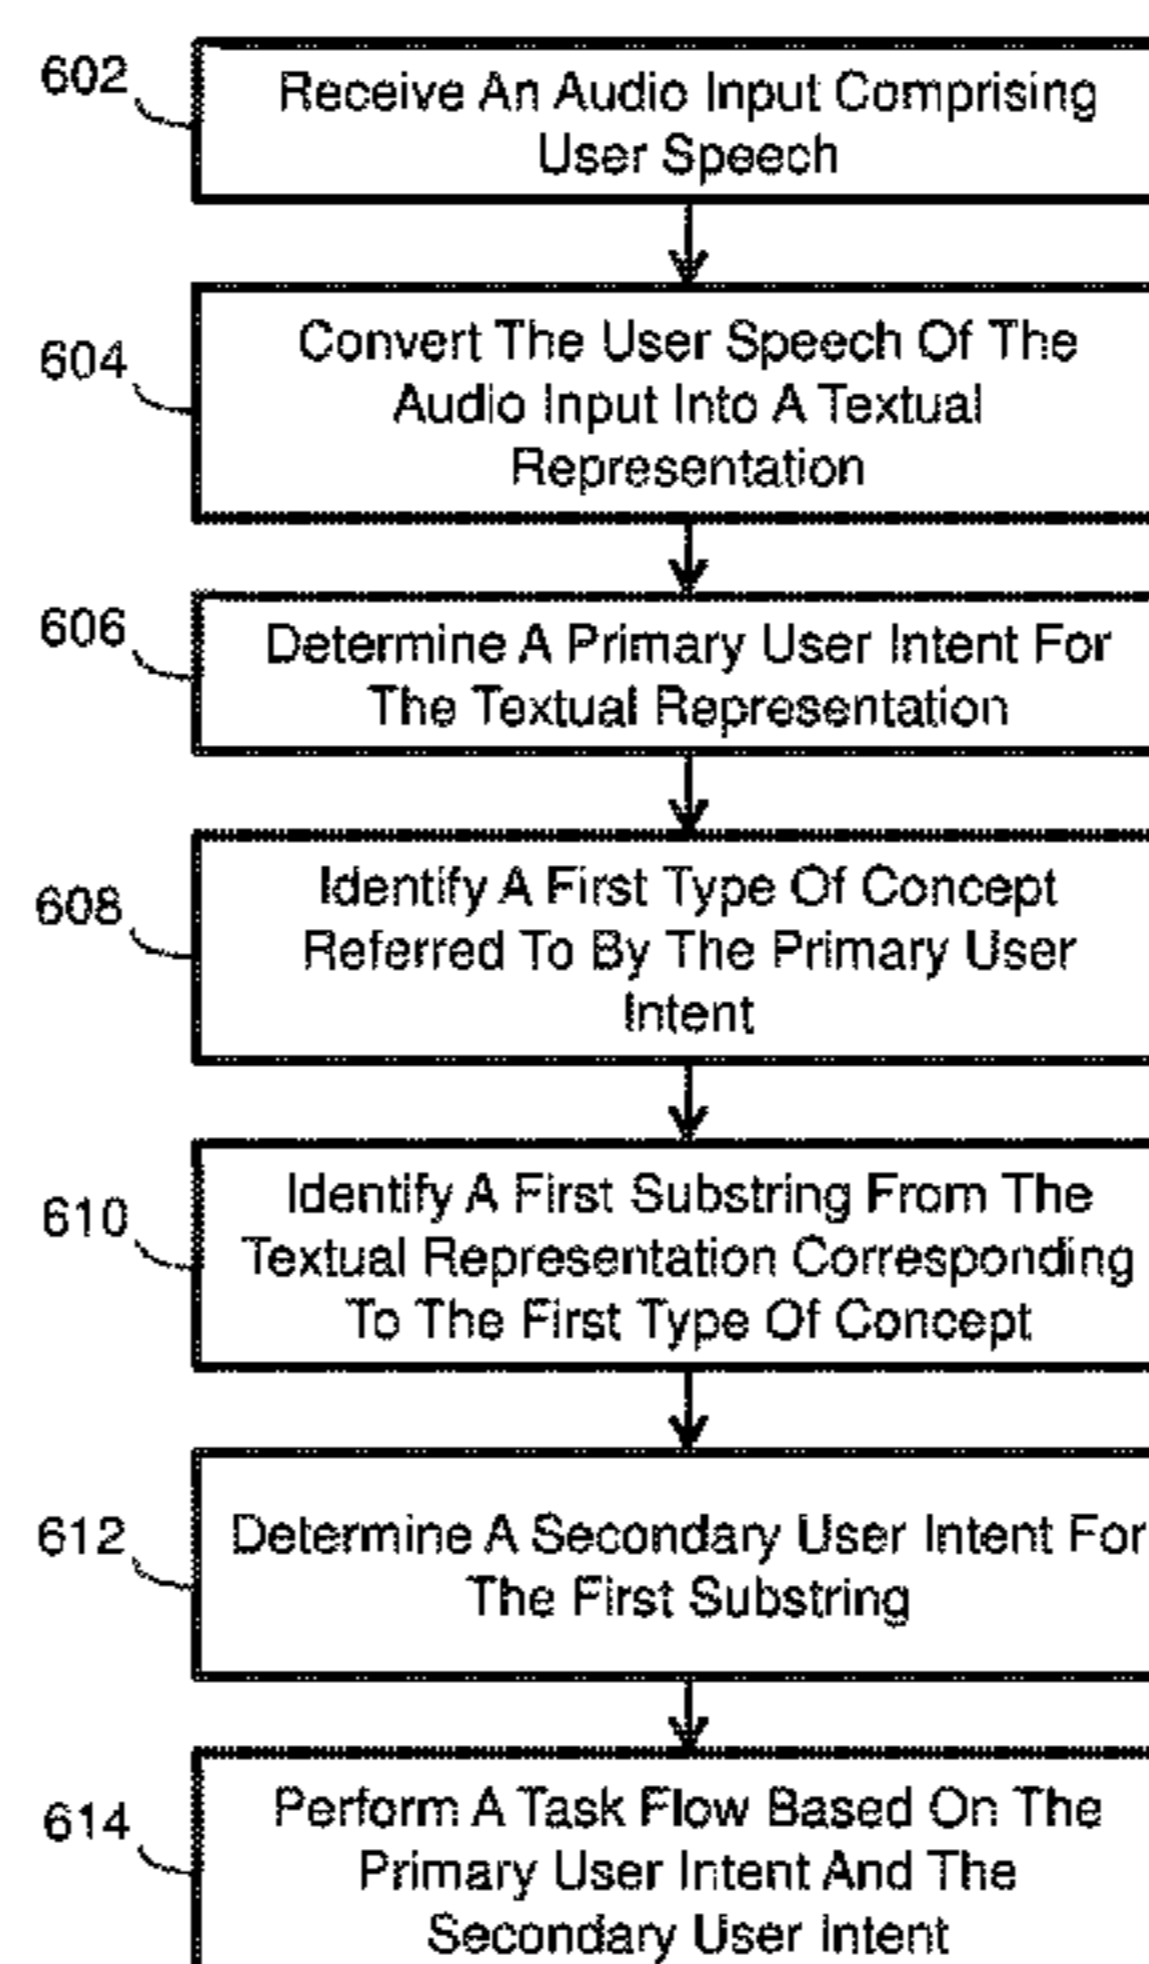 602
Receive An Audio Input Comprising
User Speech
604
Convert The User Speech Of The
Audio Input Into A Textual
Representation
606
Determine A Primary User Intent For
The Textual Representation
608
Identify A First Type Of Concept
Referred To By The Primary User
Intent
610
Identify A First Substring From The
Textual Representation Corresponding
To The First Type Of Concept
612
Determine A Secondary User Intent For
The First Substring
614
Perform A Task Flow Based On The
Primary User Intent And The
Secondary User Intent